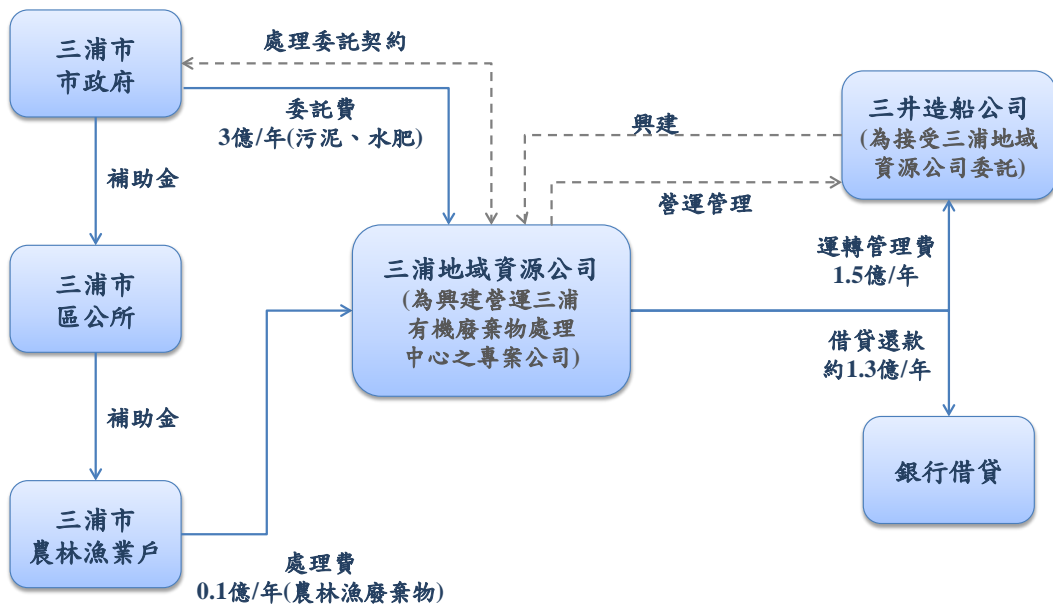 三浦市
市政府
處理委託契約
委託費
3億/年(污泥、水肥)
興建
三井造船公司
(為接受三浦地域
資源公司委託)
營運管理
補助金
三浦市
區公所
三浦地域資源公司
(為興建營運三浦
有機廢棄物處理
中心之專案公司)
運轉管理費
1.5億/年
借貸還款
約1.3億/年
補助金
銀行借貸
三浦市
農林漁業戶
處理費
0.1億/年(農林漁廢棄物)